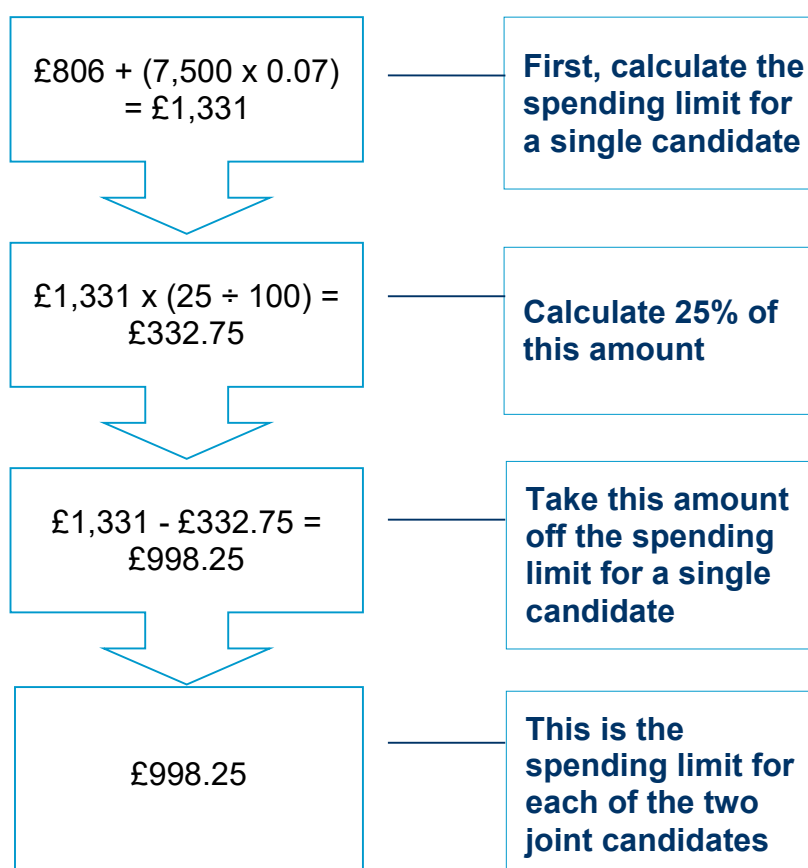 £806 + (7,500 x 0.07)
= £1,331
First, calculate the
spending limit for
a single candidate
£1,331 x (25 ÷ 100) =
£332.75
Calculate 25% of
this amount
£1,331 - £332.75 =
£998.25
Take this amount
off the spending
limit for a single
candidate
£998.25
This is the
spending limit for
each of the two
joint candidates